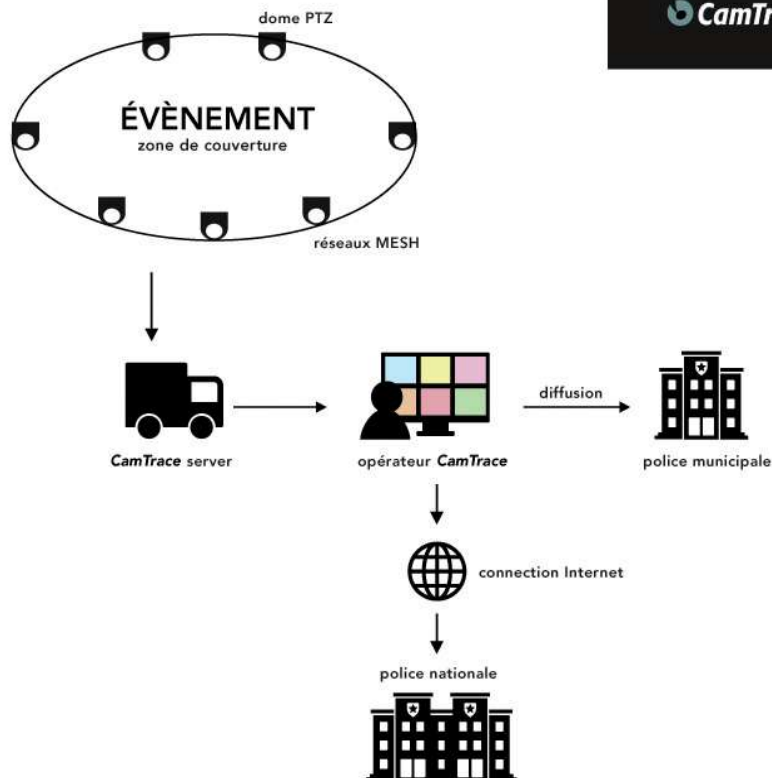 dome PTZ
ÉVÈNEMENT
zone de couverture
réseaux MESH
CamTrace server
opérateur CamTrace
diffusion
police municipale
connection Internet
police nationale